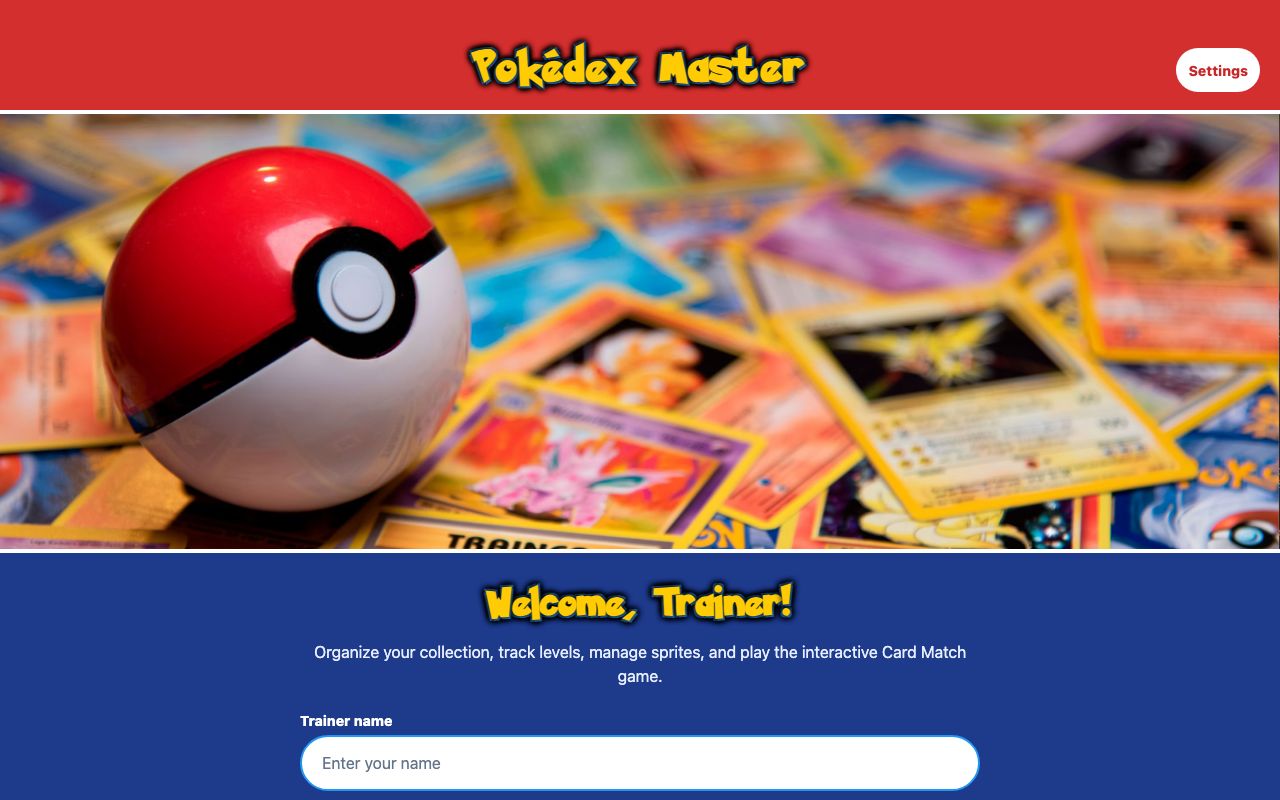 Pokédex Master
Settings
Welcome, Trainer!
Organize your collection, track levels, manage sprites, and play the interactive Card Match
game.
Trainer name
Enter your name